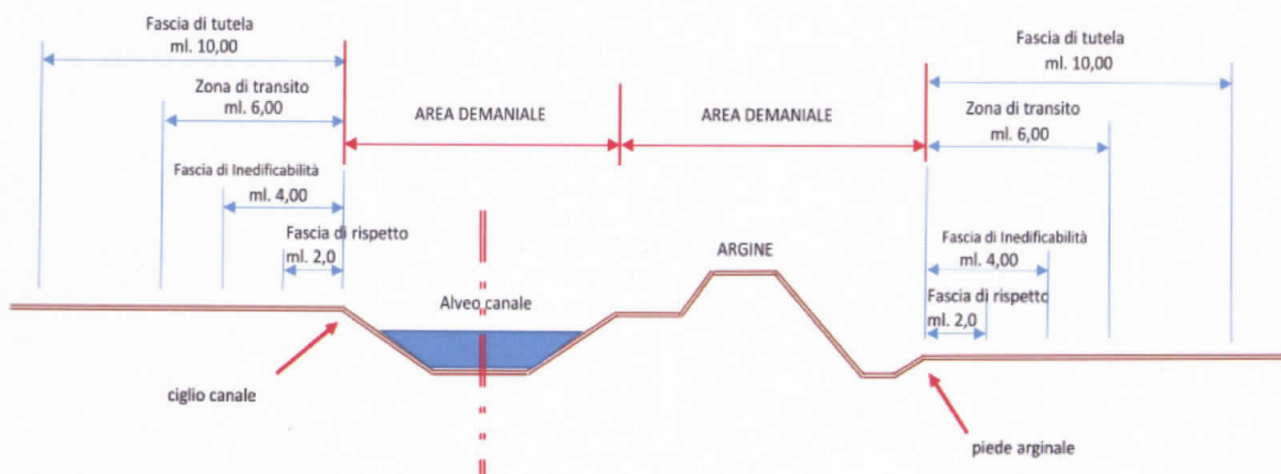 Fascia di tutela
ml. 10,00
Zona di transito
ml. 6,00
Fascia di Inedificabilità
ml. 4,00
Fascia di rispetto
ml. 2,0
AREA DEMANIALE
AREA DEMANIALE
Fascia di tutela
ml. 10,00
Zona di transito
ml. 6,00
Fascia di Inedificabilità
ml. 4,00
Fascia di rispetto
ml. 2,0
ARGINE
Alveo canale
ciglio canale
piede arginale